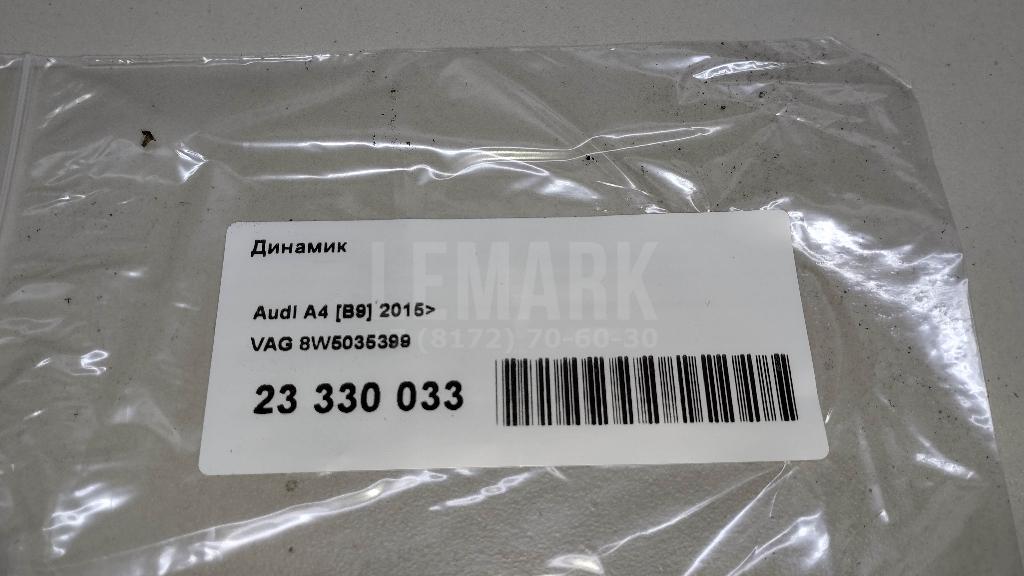 Динамик
LEMARK
Audi A4 [B9] 2015>
VAG 8W5035399
(8172) 70-60-30
23 330 033